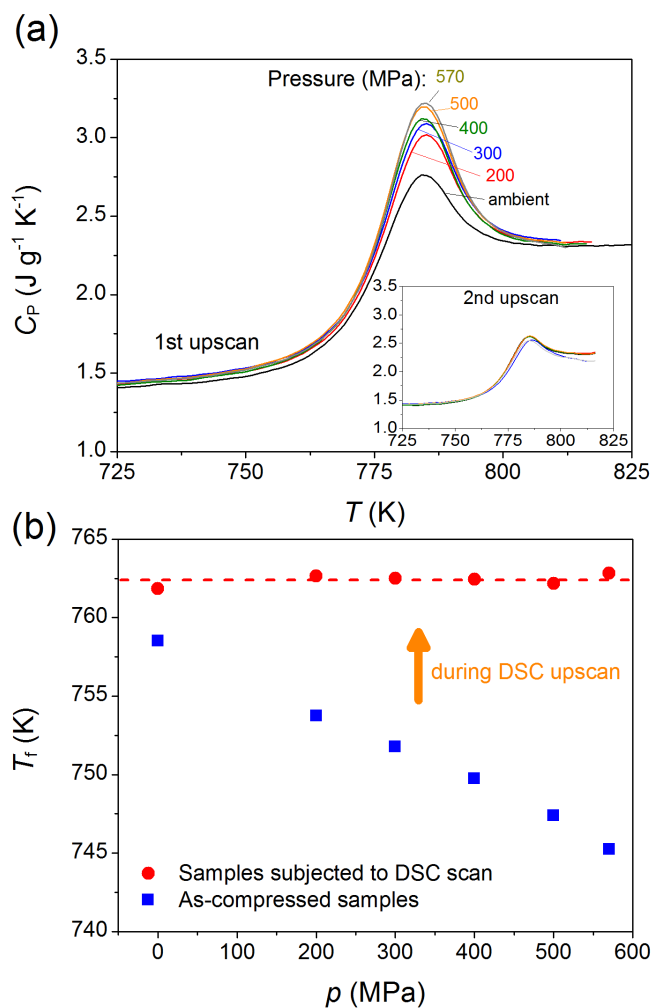 (a)
Pressure (MPa): 570
500
400
300
200
ambient
3.5
3.0
2.5
2.0
1.5
1.0
C_P (J g⁻¹ K⁻¹)
1st upscan
2nd upscan
3.5
3.0
2.5
2.0
1.5
1.0
725 750 775 800 825
725 750 775 800 825
T (K)
(b)
765
760
755
750
745
740
T_f (K)
during DSC upscan
Samples subjected to DSC scan
As-compressed samples
0 100 200 300 400 500 600
p (MPa)